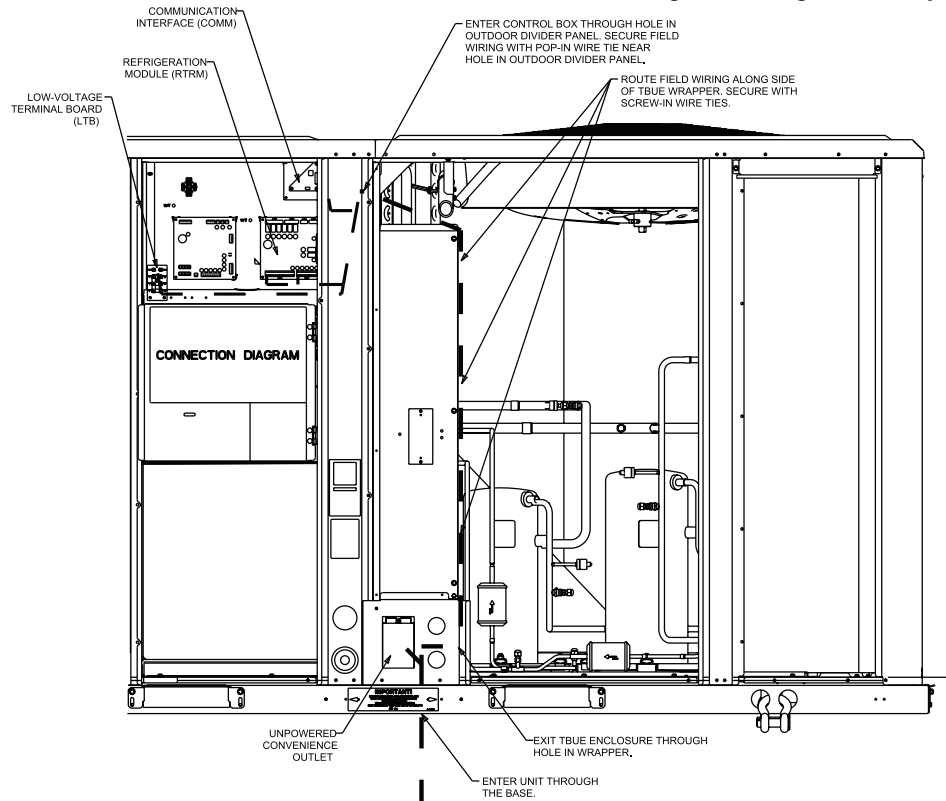 COMMUNICATION
INTERFACE (COMM)
ENTER CONTROL BOX THROUGH HOLE IN
OUTDOOR DIVIDER PANEL. SECURE FIELD
WIRING WITH POP-IN WIRE TIE NEAR
HOLE IN OUTDOOR DIVIDER PANEL.
REFRIGERATION
MODULE (RTRM)
ROUTE FIELD WIRING ALONG SIDE
OF TBUE WRAPPER. SECURE WITH
SCREW-IN WIRE TIES.
LOW-VOLTAGE
TERMINAL BOARD
(LTB)
CONNECTION DIAGRAM
IMPORTANT!
UNPOWERED
CONVENIENCE
OUTLET
EXIT TBUE ENCLOSURE THROUGH
HOLE IN WRAPPER.
ENTER UNIT THROUGH
THE BASE.